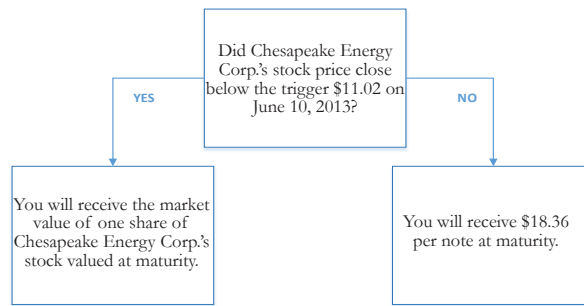 Did Chesapeake Energy
Corp.'s stock price close
below the trigger $11.02 on
June 10, 2013?
YES
NO
You will receive the market
value of one share of
Chesapeake Energy Corp.'s
stock valued at maturity.
You will receive $18.36
per note at maturity.